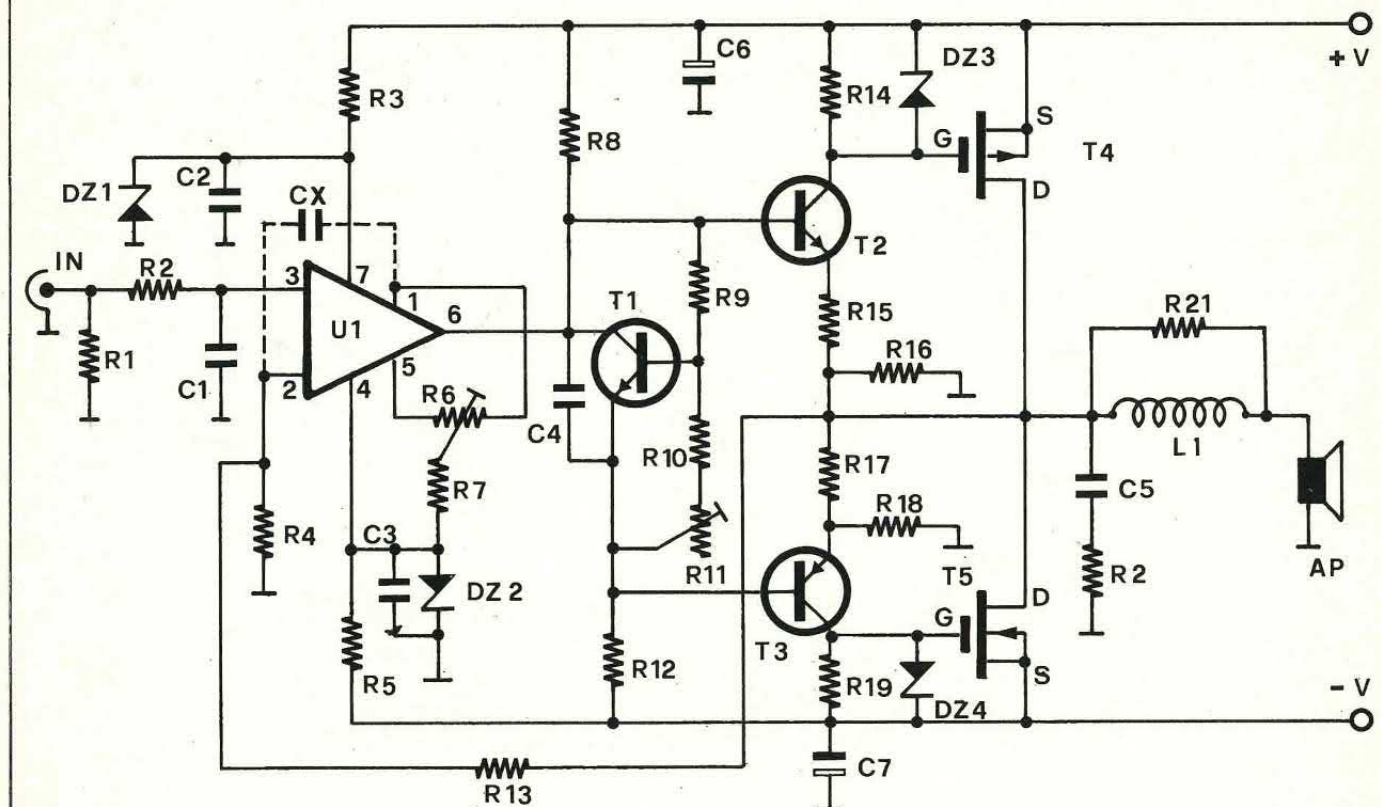 C6
DZ3
+ V
R3
R14
S
G
T4
R8
DZ1
C2
CX
D
T2
IN
R2
3
7
1
T1
R9
U1
6
R15
R21
R1
C1
2
4
5
R16
R6
C4
R10
R17
L1
R7
R18
C5
R4
C3
R11
T5
R2
AP
DZ 2
D
G
T3
R12
R5
R19
S
DZ4
- V
C7
R13